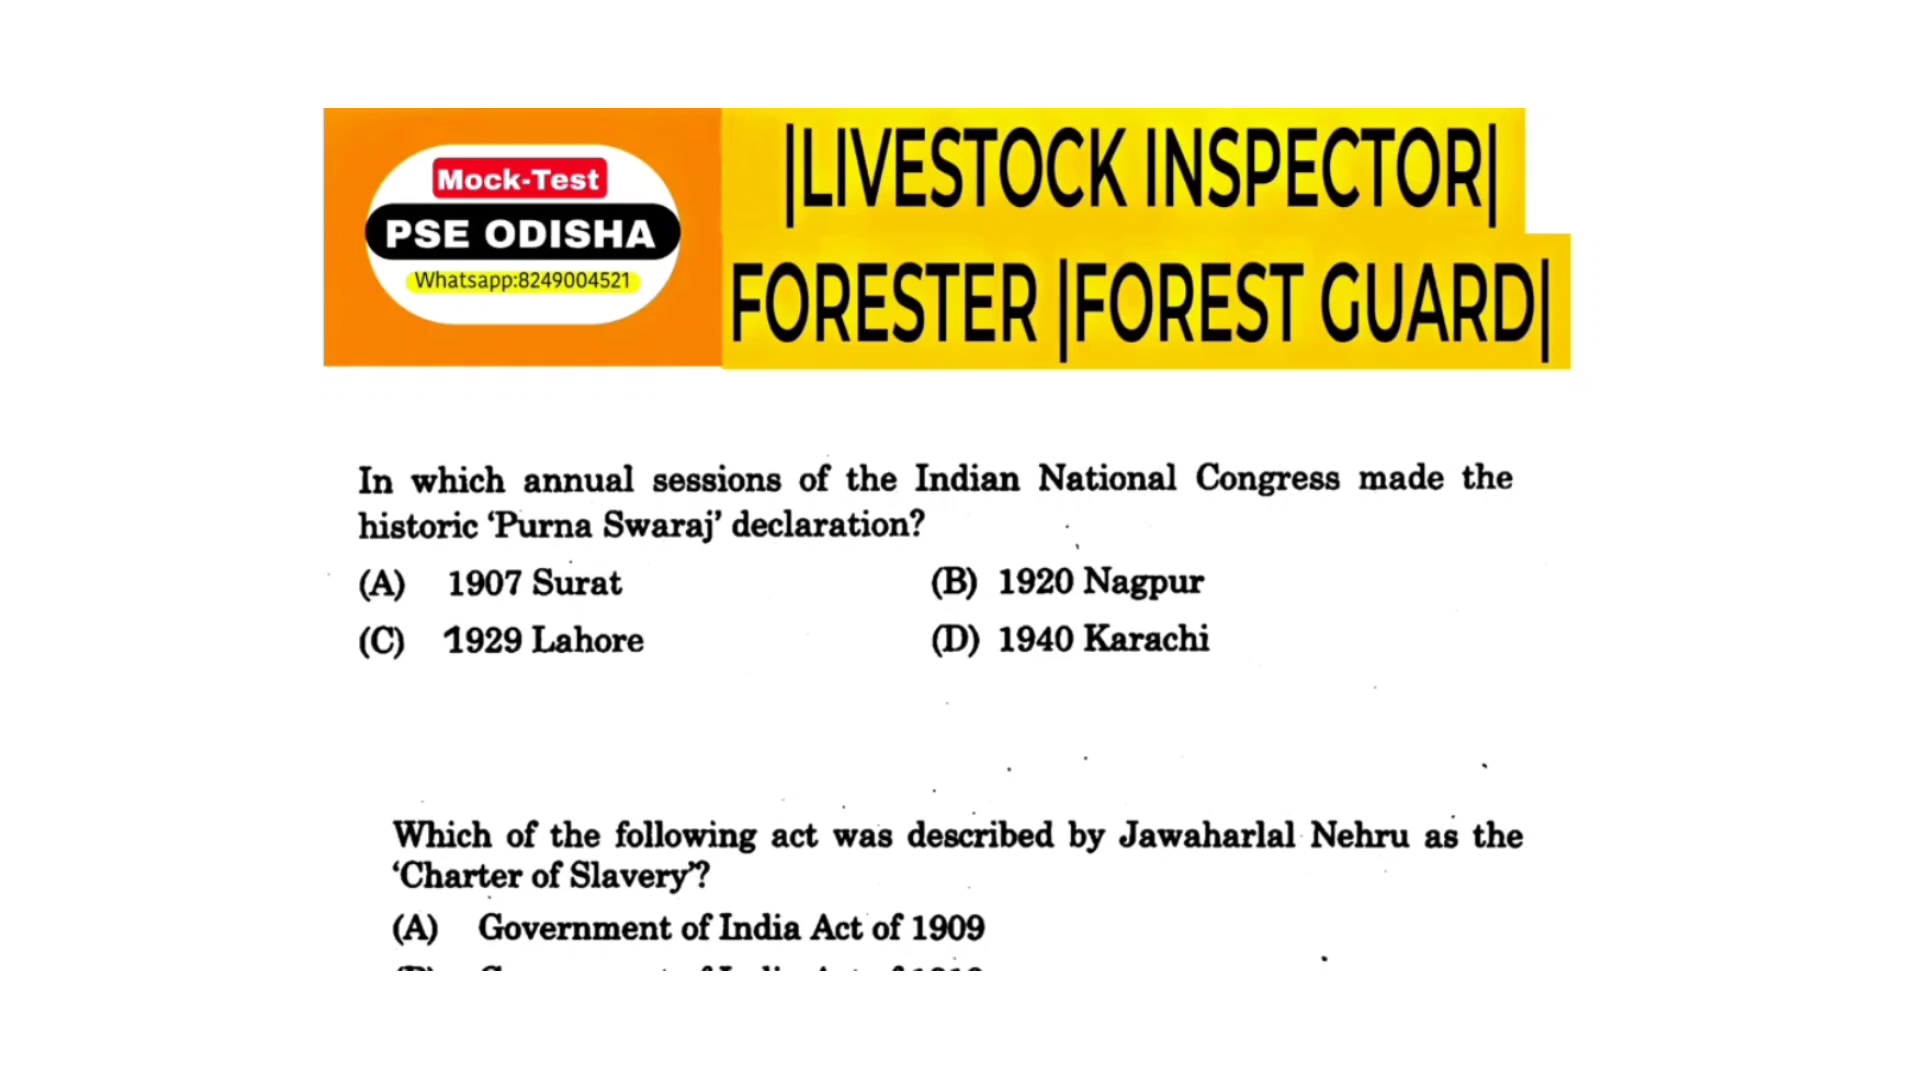 Mock-Test
PSE ODISHA
Whatsapp:8249004521
|LIVESTOCK INSPECTOR|
FORESTER |FOREST GUARD|
In which annual sessions of the Indian National Congress made the
historic ‘Purna Swaraj’ declaration?
(A) 1907 Surat (B) 1920 Nagpur
(C) 1929 Lahore (D) 1940 Karachi
Which of the following act was described by Jawaharlal Nehru as the
‘Charter of Slavery’?
(A) Government of India Act of 1909